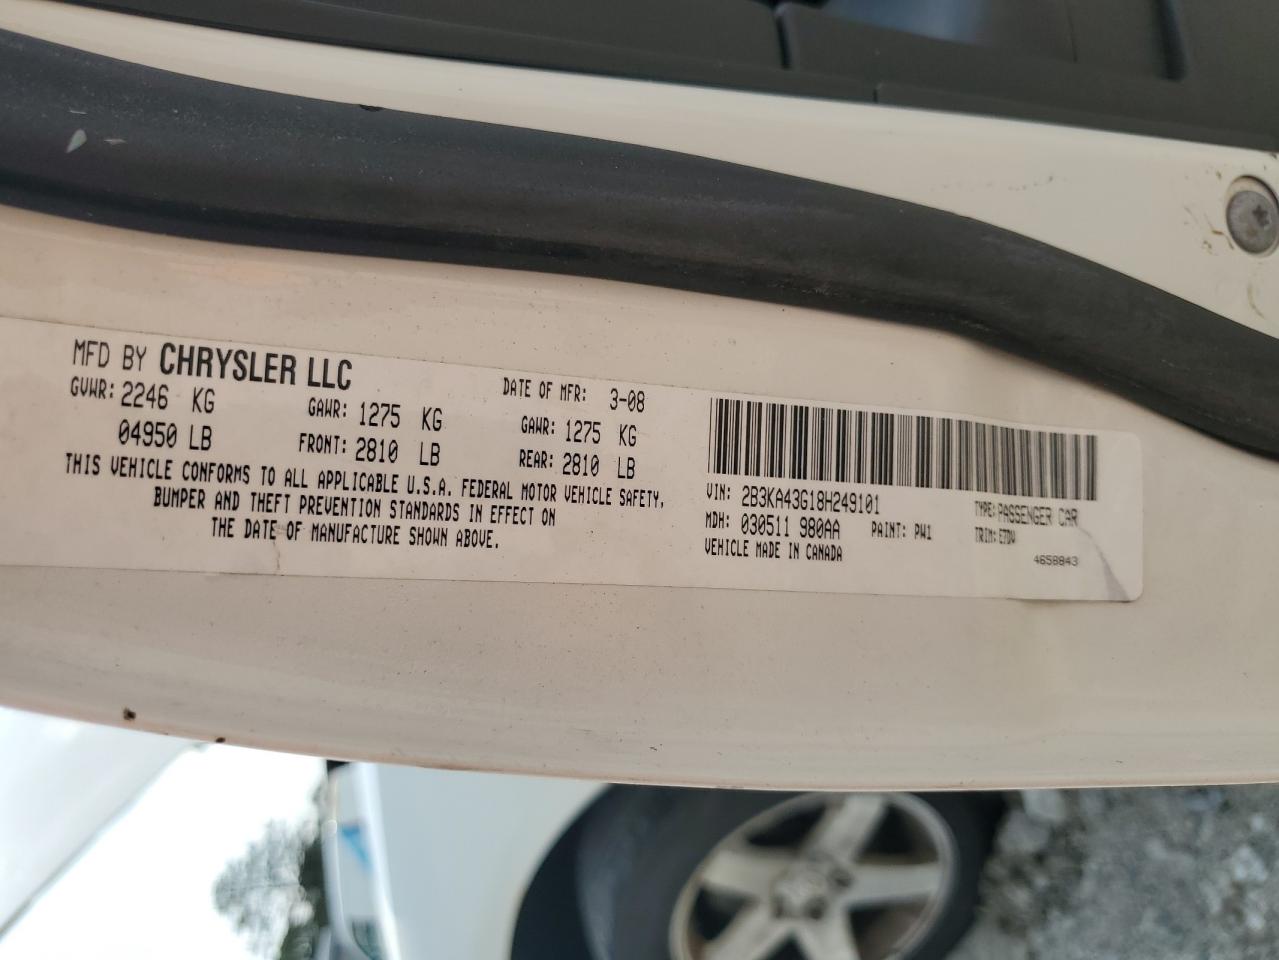 MFD BY CHRYSLER LLC
DATE OF MFR: 3-08
GVWR: 2246 KG
04950 LB
GAWR: 1275 KG
FRONT: 2810 LB
GAWR: 1275 KG
REAR: 2810 LB
THIS VEHICLE CONFORMS TO ALL APPLICABLE U.S.A. FEDERAL MOTOR VEHICLE SAFETY,
BUMPER AND THEFT PREVENTION STANDARDS IN EFFECT ON
THE DATE OF MANUFACTURE SHOWN ABOVE.
VIN: 2B3KA43G18H249101
TYPE: PASSENGER CAR
MDH: 030511 980AA
PAINT: PW1
TRIM: E7DV
VEHICLE MADE IN CANADA
4658843